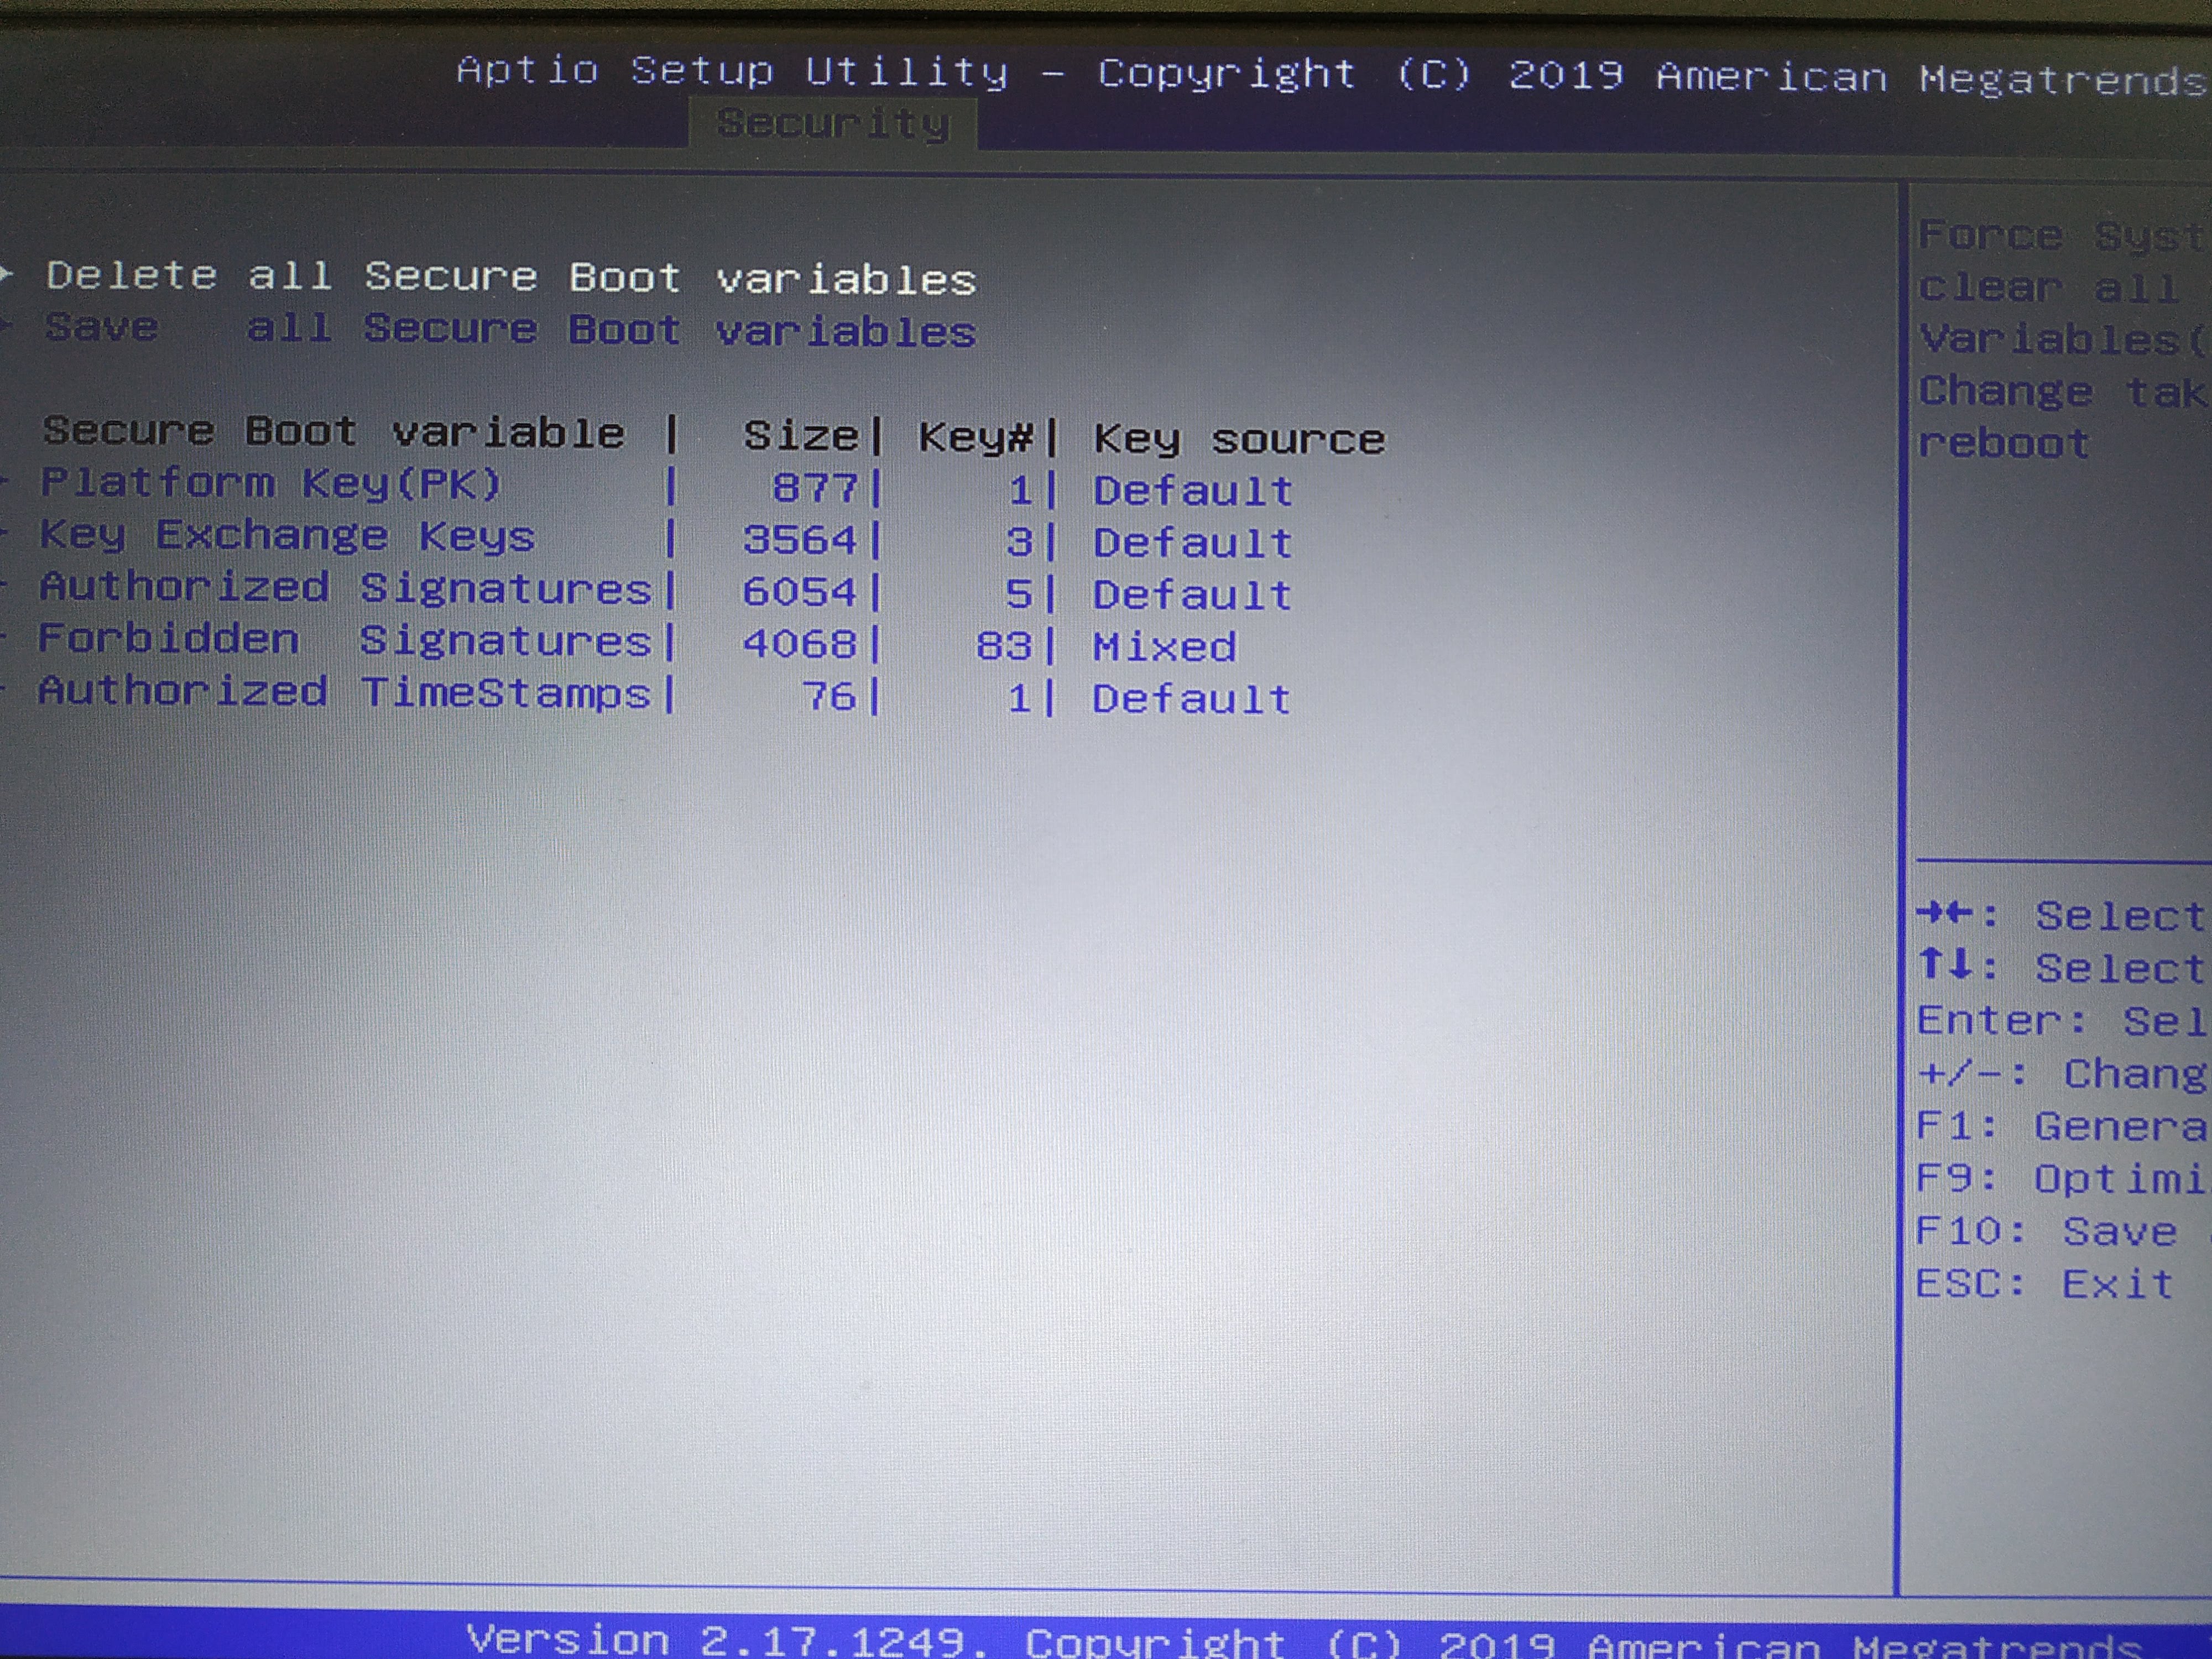 Aptio Setup Utility – Copyright (C) 2019 American Megatrends
Security
Delete all Secure Boot variables
Save all Secure Boot variables
Secure Boot variable | Size| Key#| Key source
Platform Key(PK) | 877| 1| Default
Key Exchange Keys | 3564| 3| Default
Authorized Signatures| 6054| 5| Default
Forbidden Signatures| 4068| 83| Mixed
Authorized TimeStamps| 76| 1| Default
Force Syst
clear all
Variables(
Change tak
reboot
→←: Select
↑↓: Select
Enter: Sel
+/-: Chang
F1: Genera
F9: Optimi
F10: Save
ESC: Exit
Version 2.17.1249. Copyright (C) 2019 American Megatrends